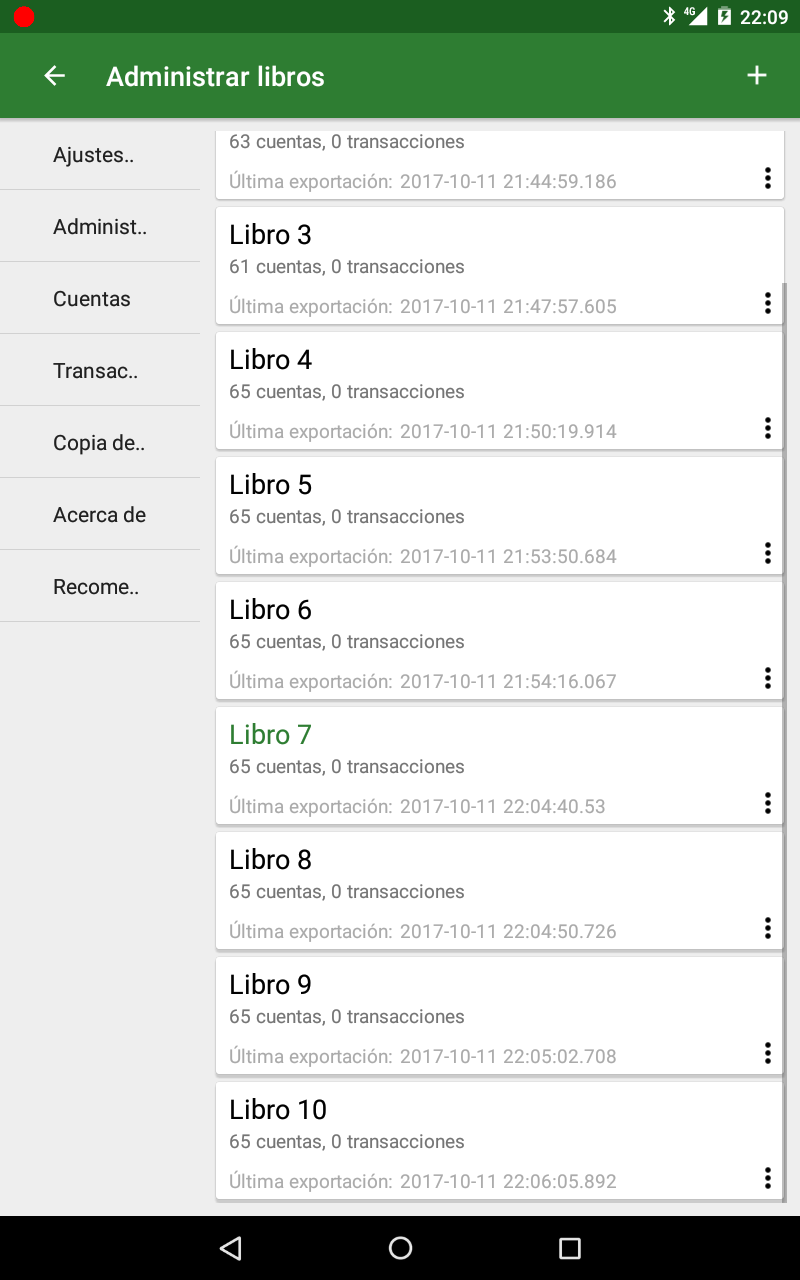 4G 22:09
Administrar libros
Ajustes..
Administ..
Cuentas
Transac..
Copia de..
Acerca de
Recome..
63 cuentas, 0 transacciones
Última exportación: 2017-10-11 21:44:59.186
Libro 3
61 cuentas, 0 transacciones
Última exportación: 2017-10-11 21:47:57.605
Libro 4
65 cuentas, 0 transacciones
Última exportación: 2017-10-11 21:50:19.914
Libro 5
65 cuentas, 0 transacciones
Última exportación: 2017-10-11 21:53:50.684
Libro 6
65 cuentas, 0 transacciones
Última exportación: 2017-10-11 21:54:16.067
Libro 7
65 cuentas, 0 transacciones
Última exportación: 2017-10-11 22:04:40.53
Libro 8
65 cuentas, 0 transacciones
Última exportación: 2017-10-11 22:04:50.726
Libro 9
65 cuentas, 0 transacciones
Última exportación: 2017-10-11 22:05:02.708
Libro 10
65 cuentas, 0 transacciones
Última exportación: 2017-10-11 22:06:05.892